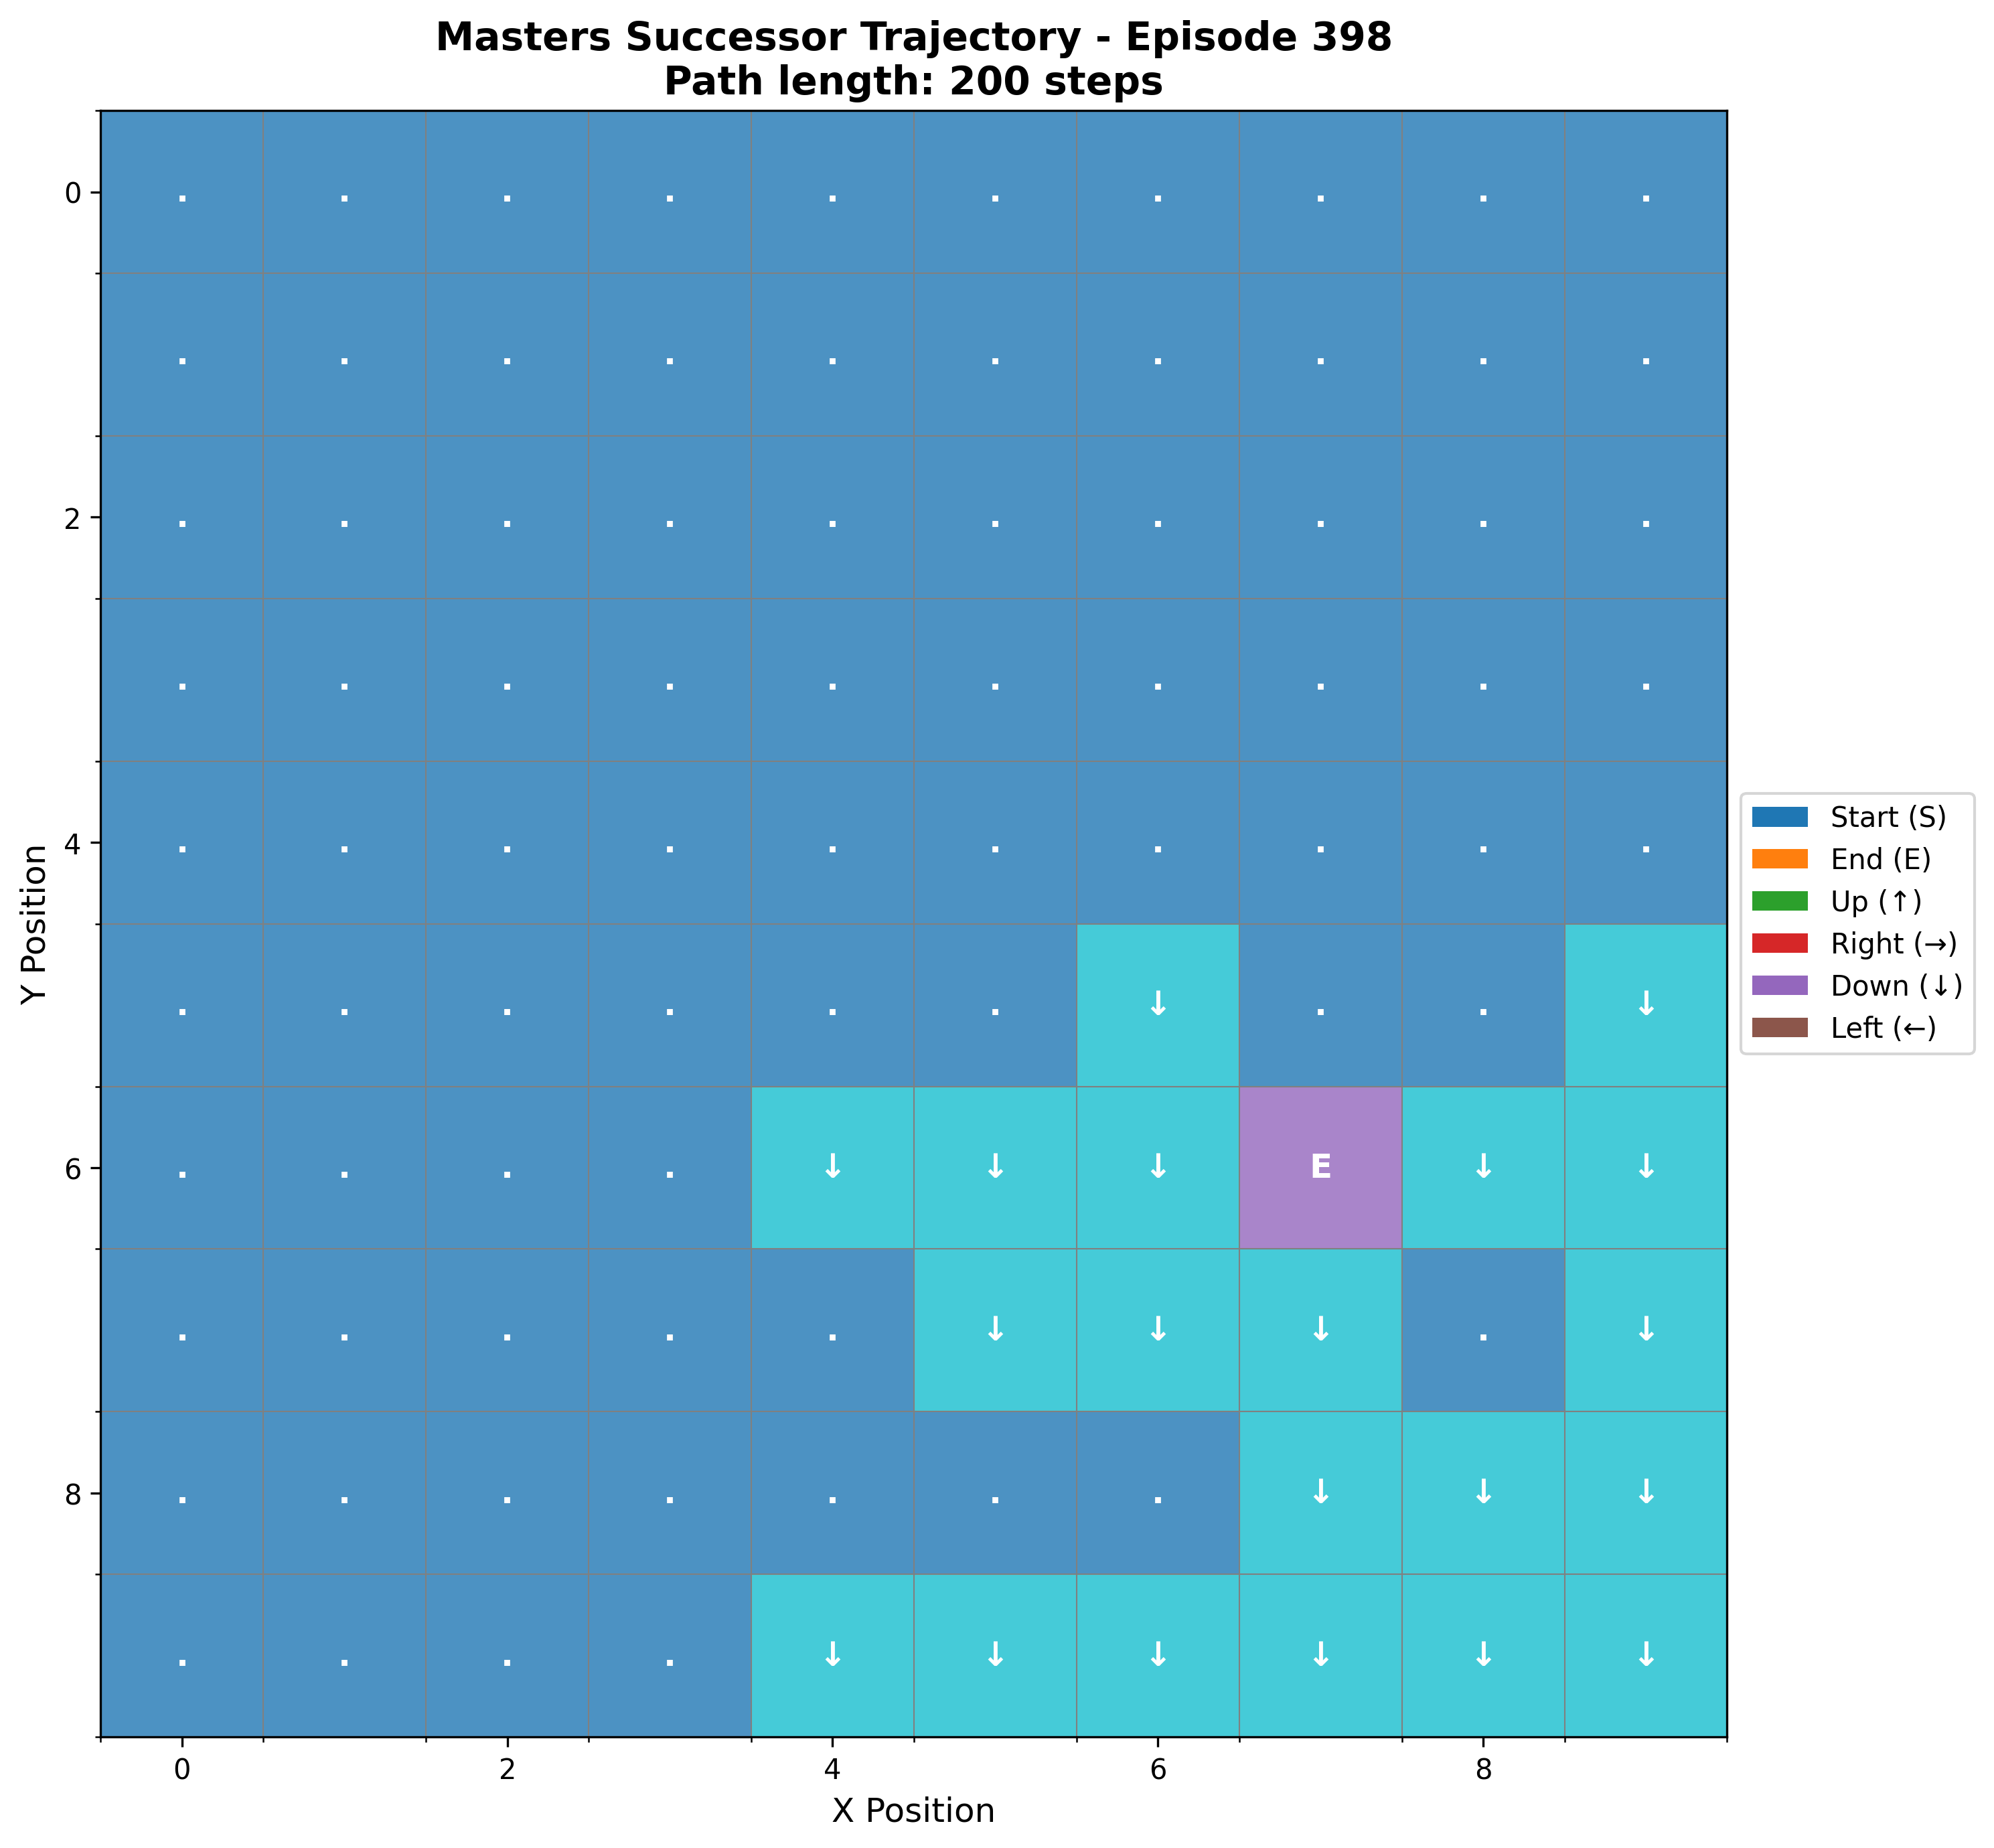 Masters Successor Trajectory - Episode 398
Path length: 200 steps
0 . . . . . . . . . .
. . . . . . . . . .
2 . . . . . . . . . .
. . . . . . . . . .
4 . . . . . . . . . .
. . . . . . ↓ . . ↓
6 . . . . ↓ ↓ ↓ E ↓ ↓
. . . . . ↓ ↓ ↓ . ↓
8 . . . . . . . ↓ ↓ ↓
. . . . ↓ ↓ ↓ ↓ ↓ ↓
0 2 4 6 8
X Position
Y Position
Start (S)
End (E)
Up (↑)
Right (→)
Down (↓)
Left (←)